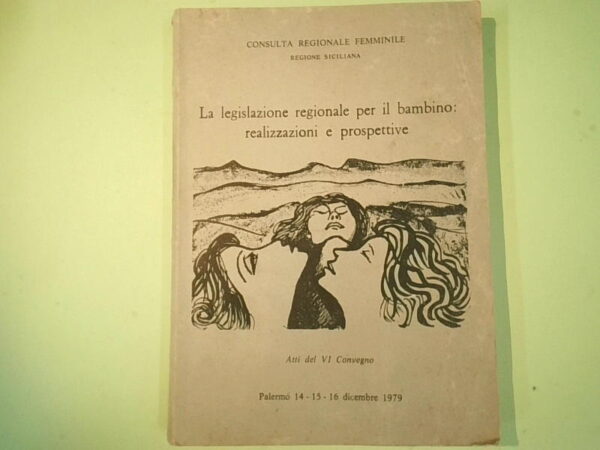 CONSULTA REGIONALE FEMMINILE
REGIONE SICILIANA
La legislazione regionale per il bambino:
realizzazioni e prospettive
Atti del VI Convegno
Palermo 14 - 15 - 16 dicembre 1979